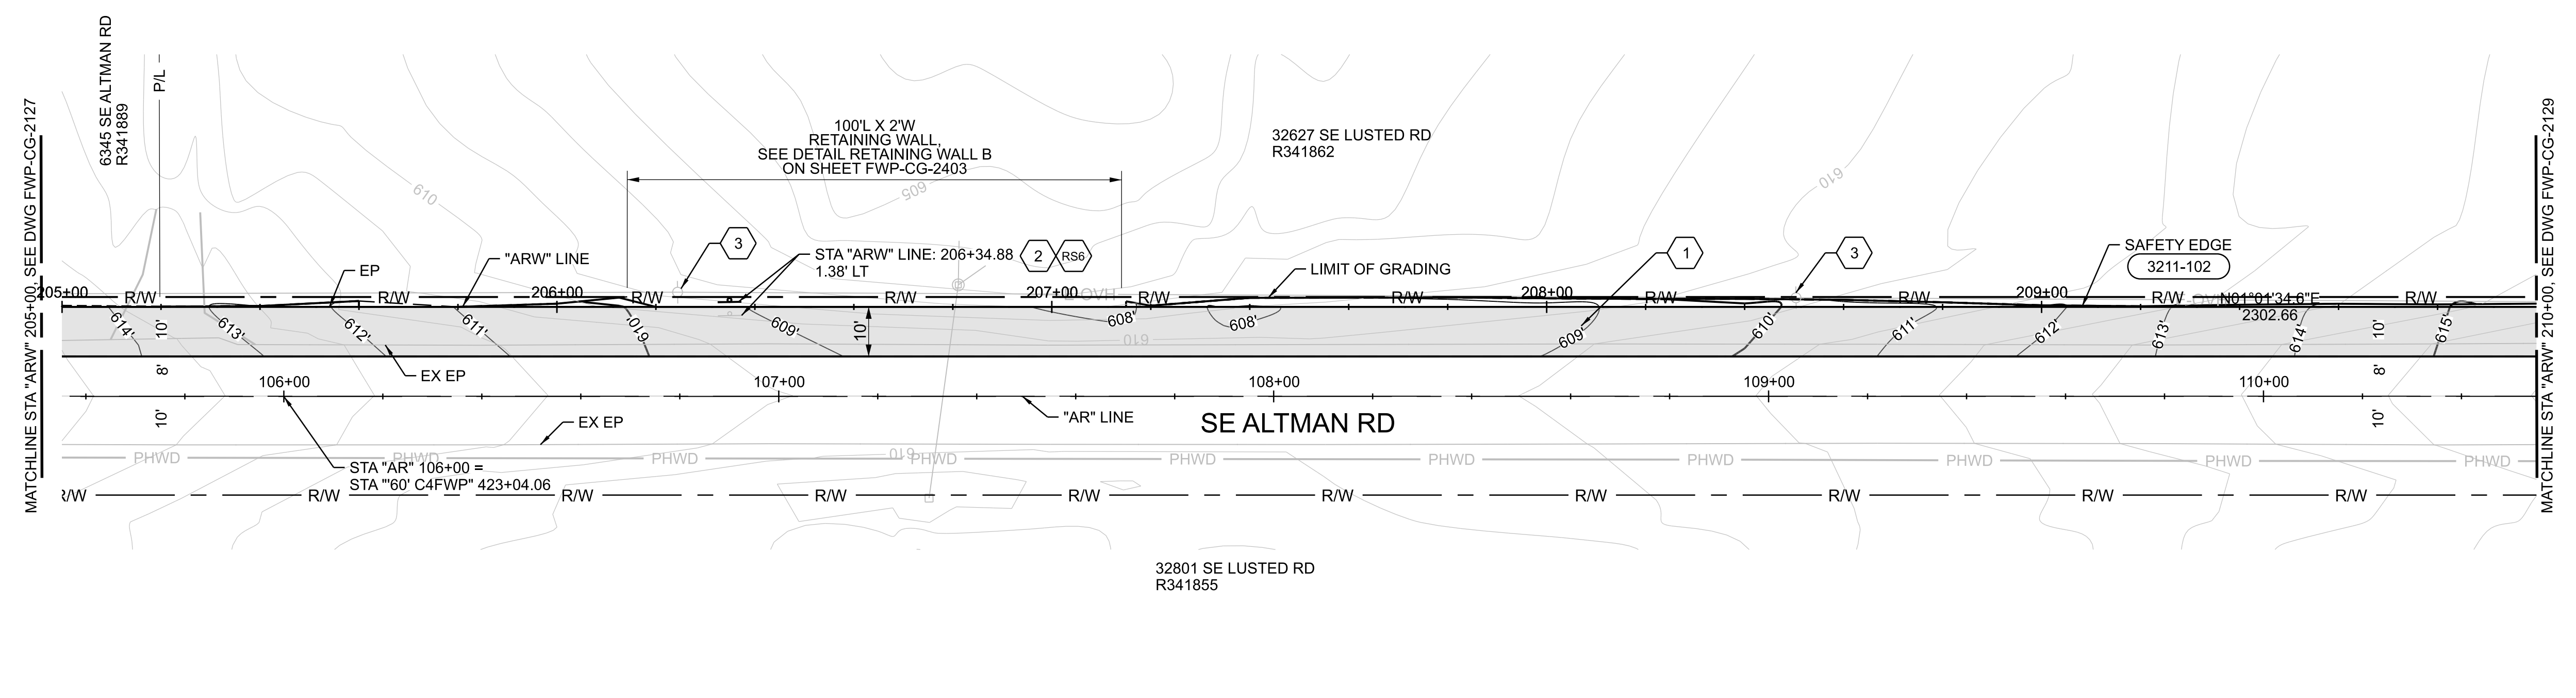 MATCHLINE STA "ARW" 205+00, SEE DWG FWP-CG-2127
6345 SE ALTMAN RD
R341889
P/L
610
100'L X 2'W
RETAINING WALL,
SEE DETAIL RETAINING WALL B
ON SHEET FWP-CG-2403
605
32627 SE LUSTED RD
R341862
610
MATCHLINE STA "ARW" 210+00, SEE DWG FWP-CG-2129
EP
"ARW" LINE
3
STA "ARW" LINE: 206+34.88
1.38' LT
2
RS6
LIMIT OF GRADING
1
3
SAFETY EDGE
3211-102
205+00
R/W
R/W
206+00
R/W
R/W
207+00
OVH
R/W
R/W
208+00
R/W
R/W
209+00
R/W
OVH
N01°01'34.6"E
2302.66
R/W
614'
10'
613'
612'
611'
610'
609'
10'
608'
610
608'
609'
610'
611'
612'
613'
614'
10'
615'
8'
EX EP
8'
106+00
107+00
108+00
109+00
110+00
10'
EX EP
"AR" LINE
SE ALTMAN RD
10'
PHWD
PHWD
PHWD
610
PHWD
PHWD
PHWD
PHWD
PHWD
PHWD
PHWD
STA "AR" 106+00 =
STA "'60' C4FWP" 423+04.06
R/W
R/W
R/W
R/W
R/W
R/W
R/W
R/W
R/W
R/W
32801 SE LUSTED RD
R341855